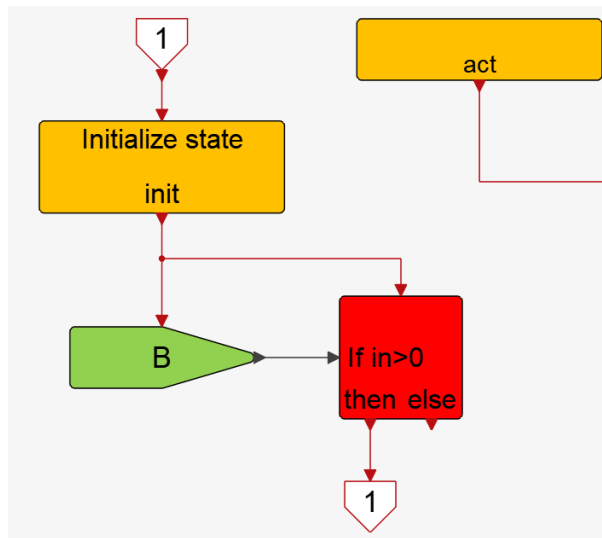 1
act
Initialize state
init
B
If in>0
then else
1